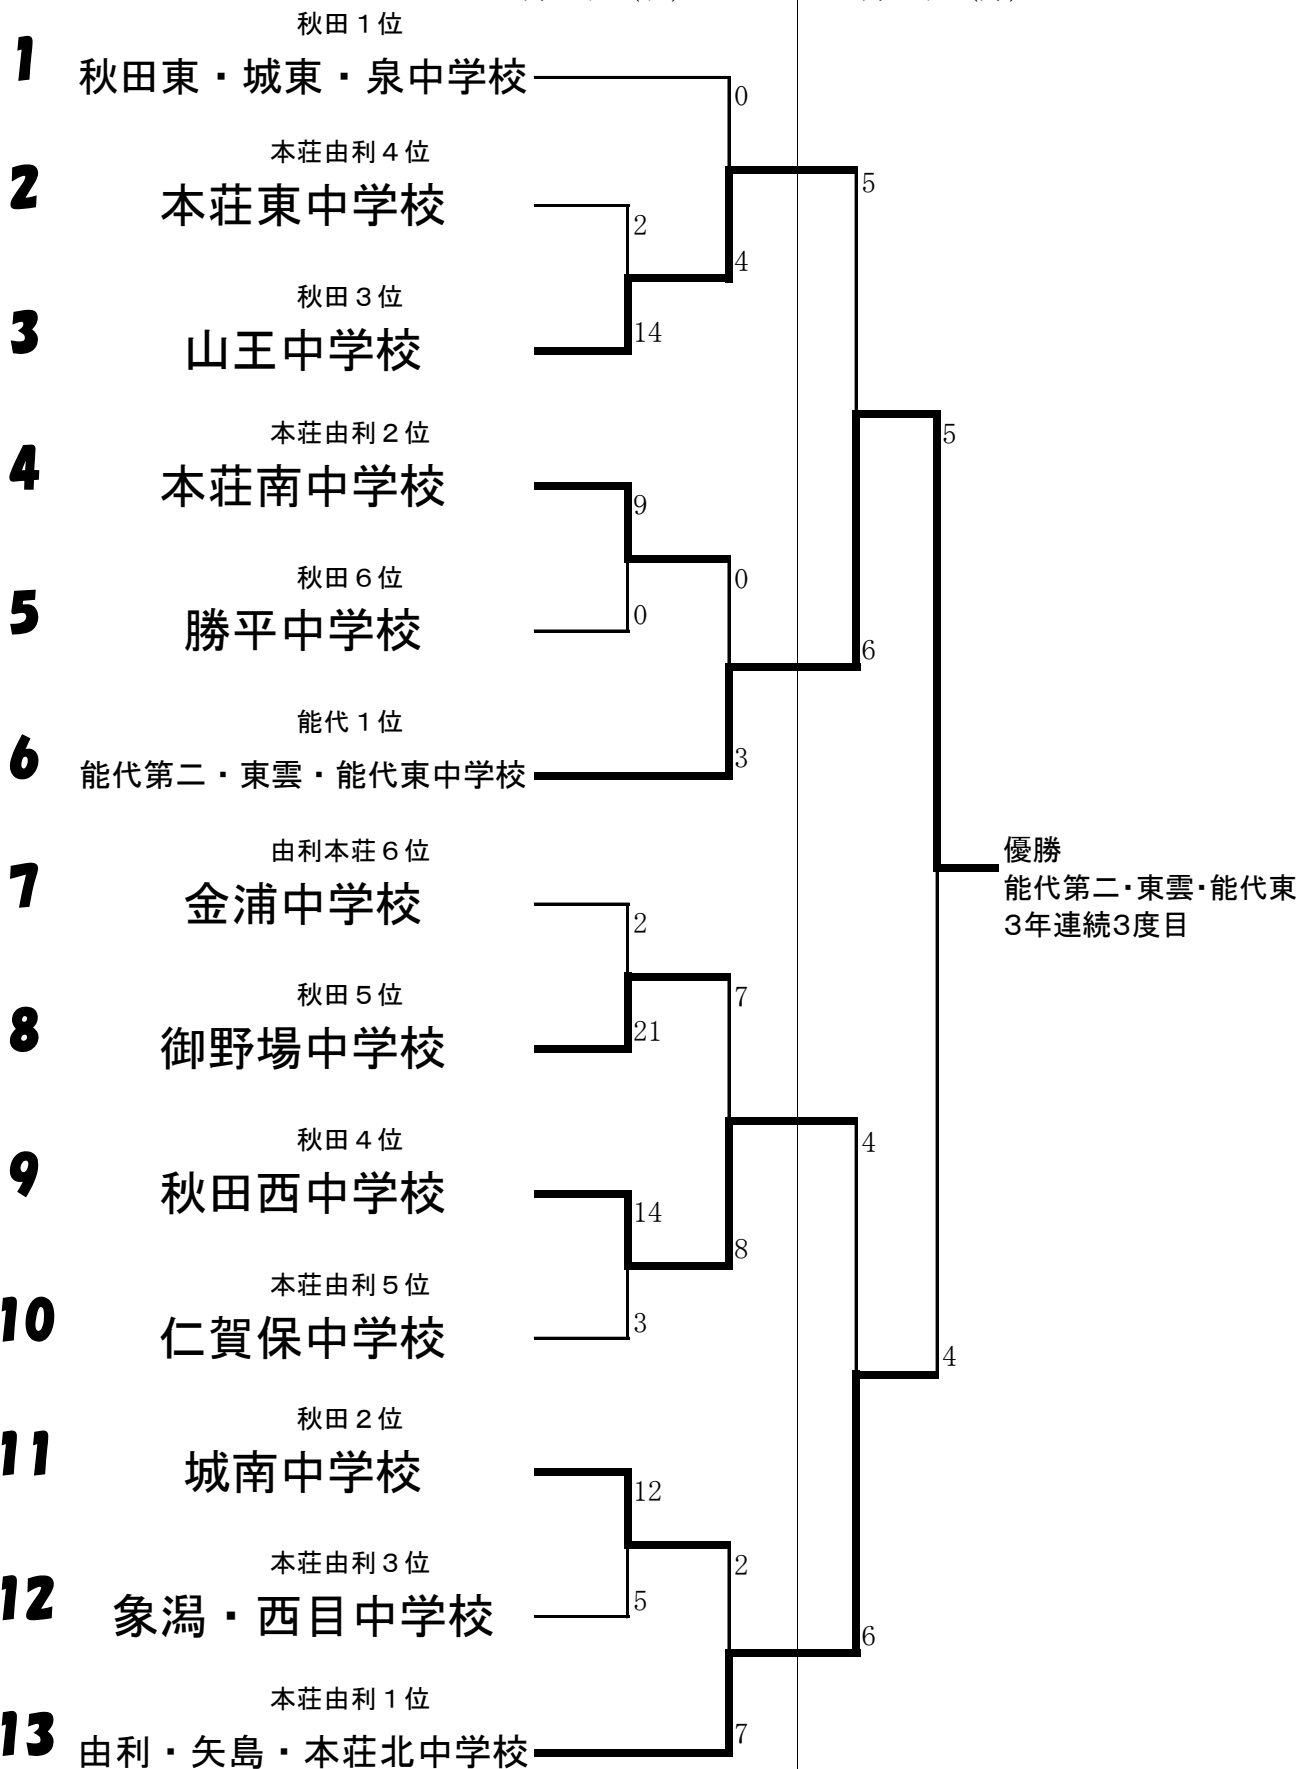 秋田１位
1 秋田東・城東・泉中学校
0
本荘由利４位
2 本荘東中学校
5
2
4
秋田３位
3 山王中学校
14
本荘由利２位
4 本荘南中学校
5
9
秋田６位
0
5 勝平中学校
0
6
能代１位
6 能代第二・東雲・能代東中学校
3
由利本荘６位
優勝
能代第二・東雲・能代東
3年連続3度目
7 金浦中学校
2
秋田５位
7
8 御野場中学校
21
秋田４位
4
9 秋田西中学校
14
8
本荘由利５位
10 仁賀保中学校
3
4
秋田２位
11 城南中学校
12
本荘由利３位
2
12 象潟・西目中学校
5
6
本荘由利１位
13 由利・矢島・本荘北中学校
7